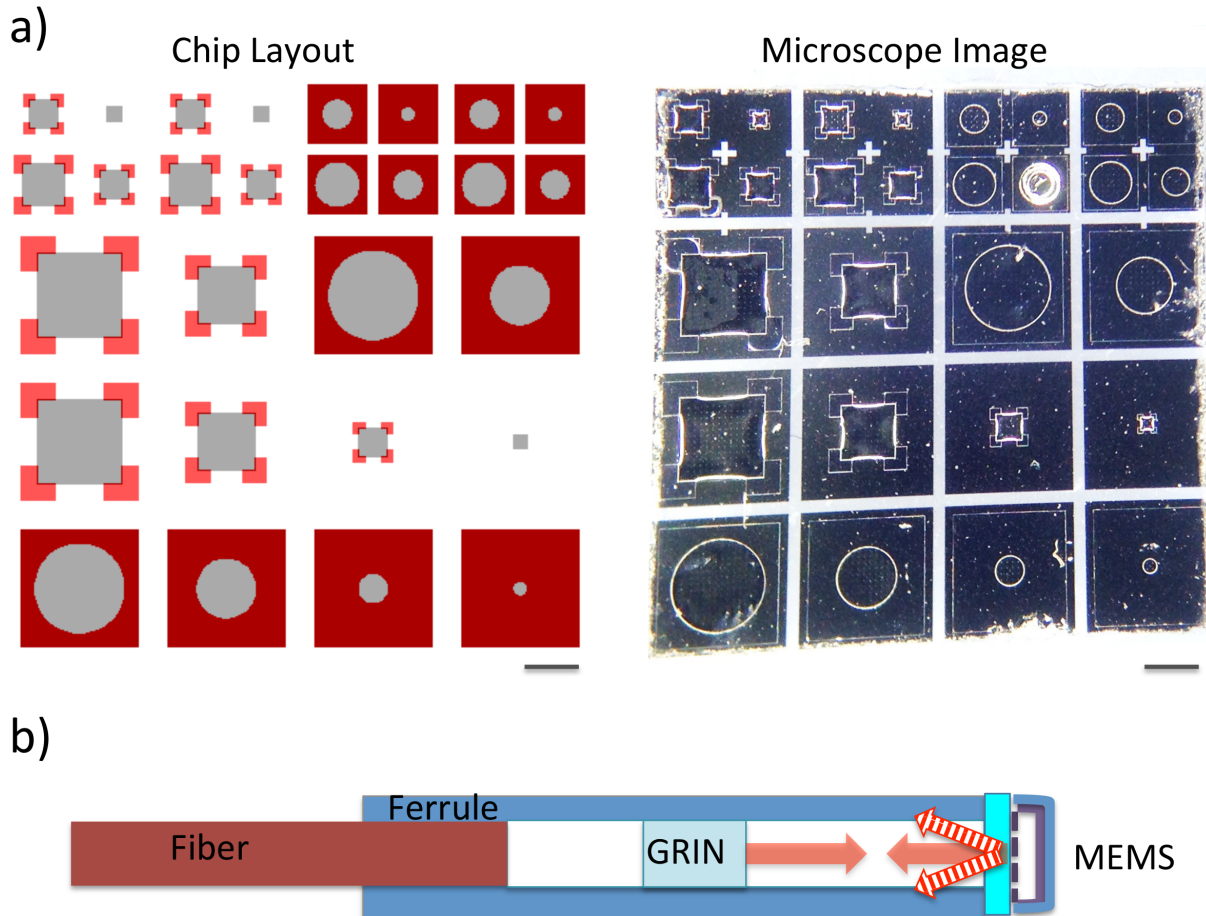 a)
Chip Layout
Microscope Image
b)
Ferrule
Fiber
GRIN
MEMS